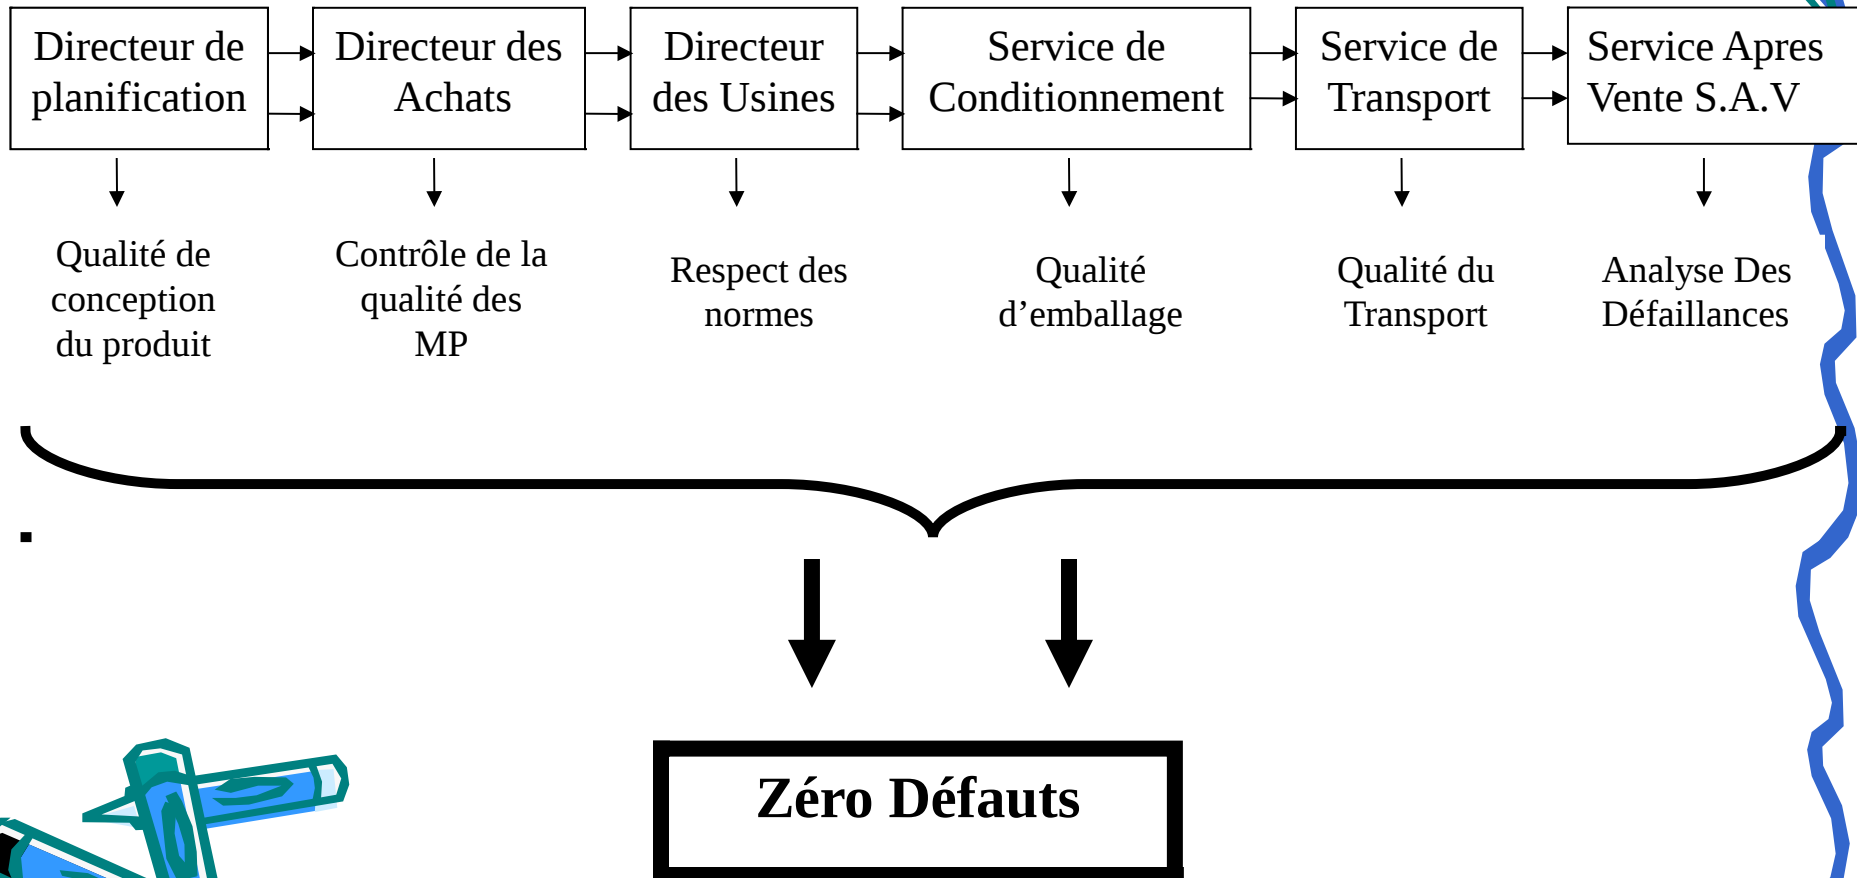 Directeur de
planification
Directeur des
Achats
Directeur
des Usines
Service de
Conditionnement
Service de
Transport
Service Apres
Vente S.A.V
Qualité de
conception
du produit
Contrôle de la
qualité des
MP
Respect des
normes
Qualité
d’emballage
Qualité du
Transport
Analyse Des
Défaillances
Zéro Défauts